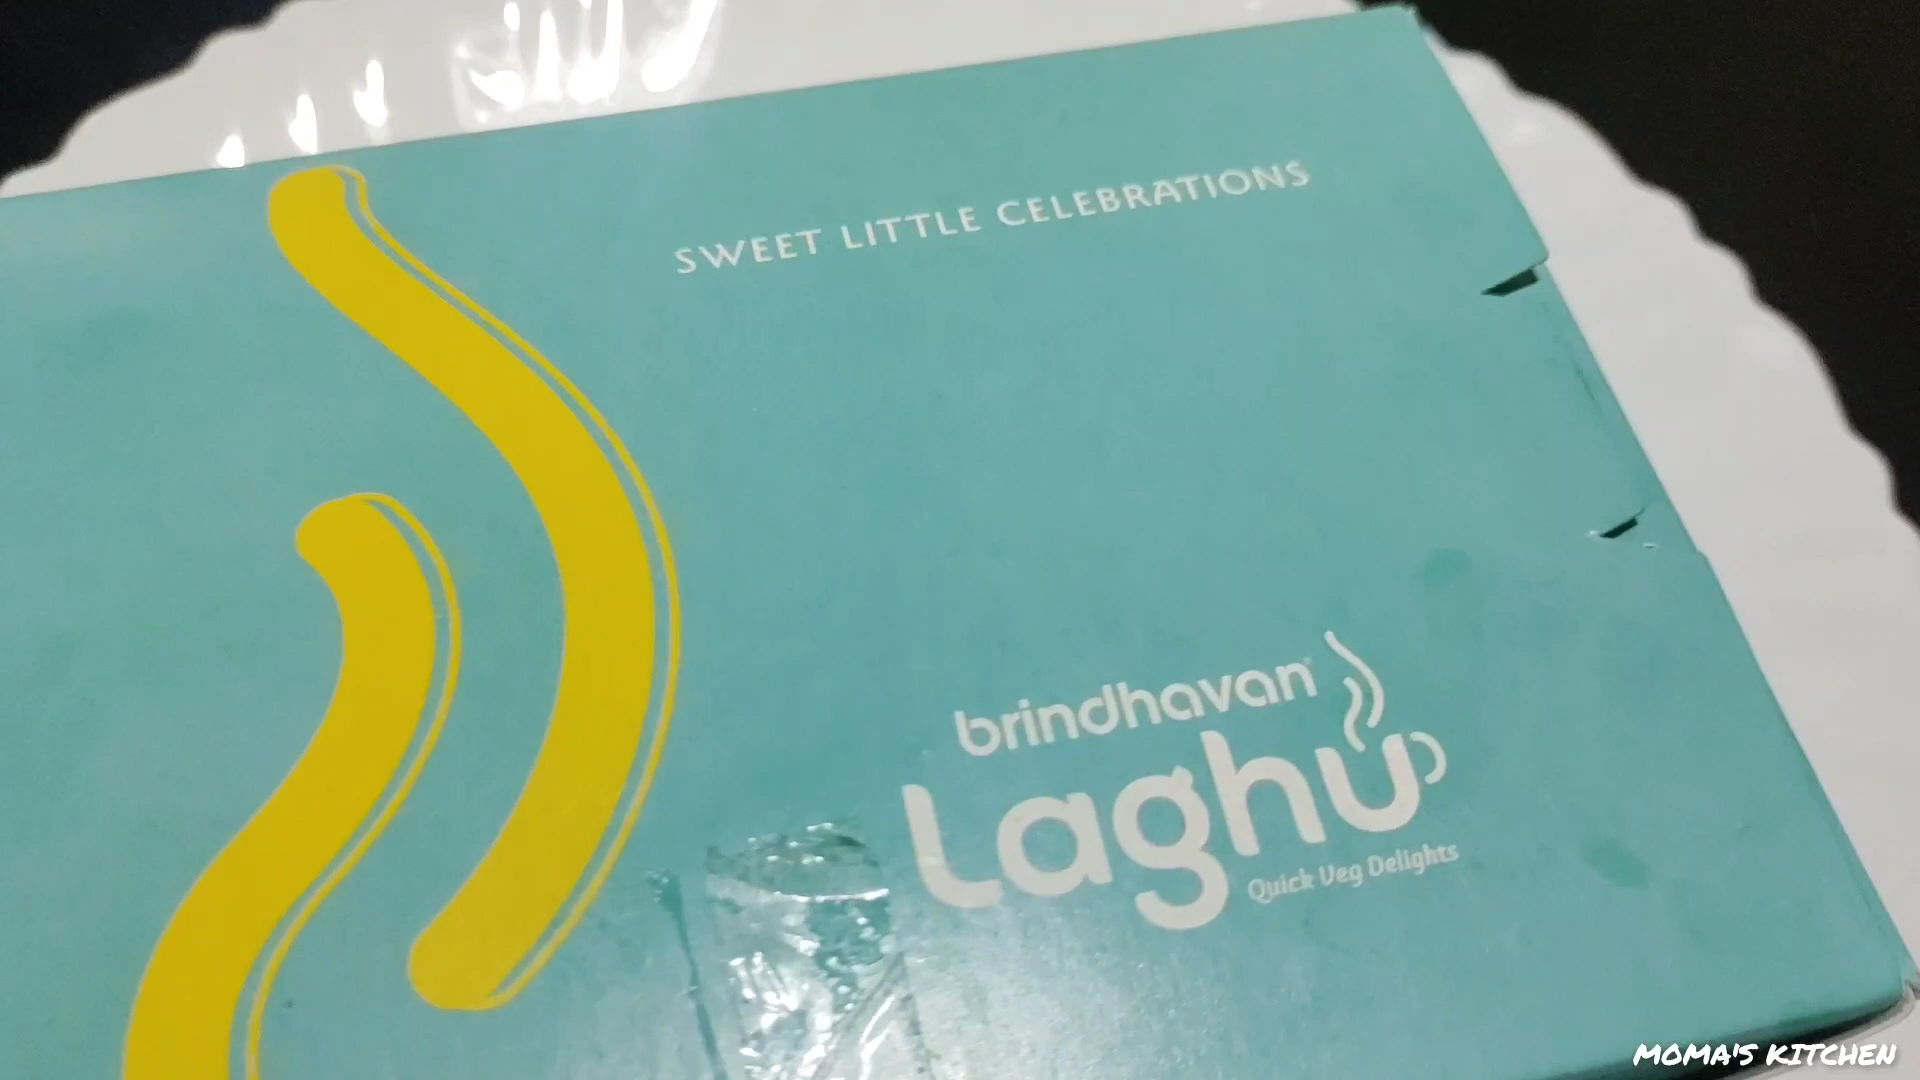 SWEET LITTLE CELEBRATIONS
brindhavan
Laghu
Quick Veg Delights
MOMA'S KITCHEN